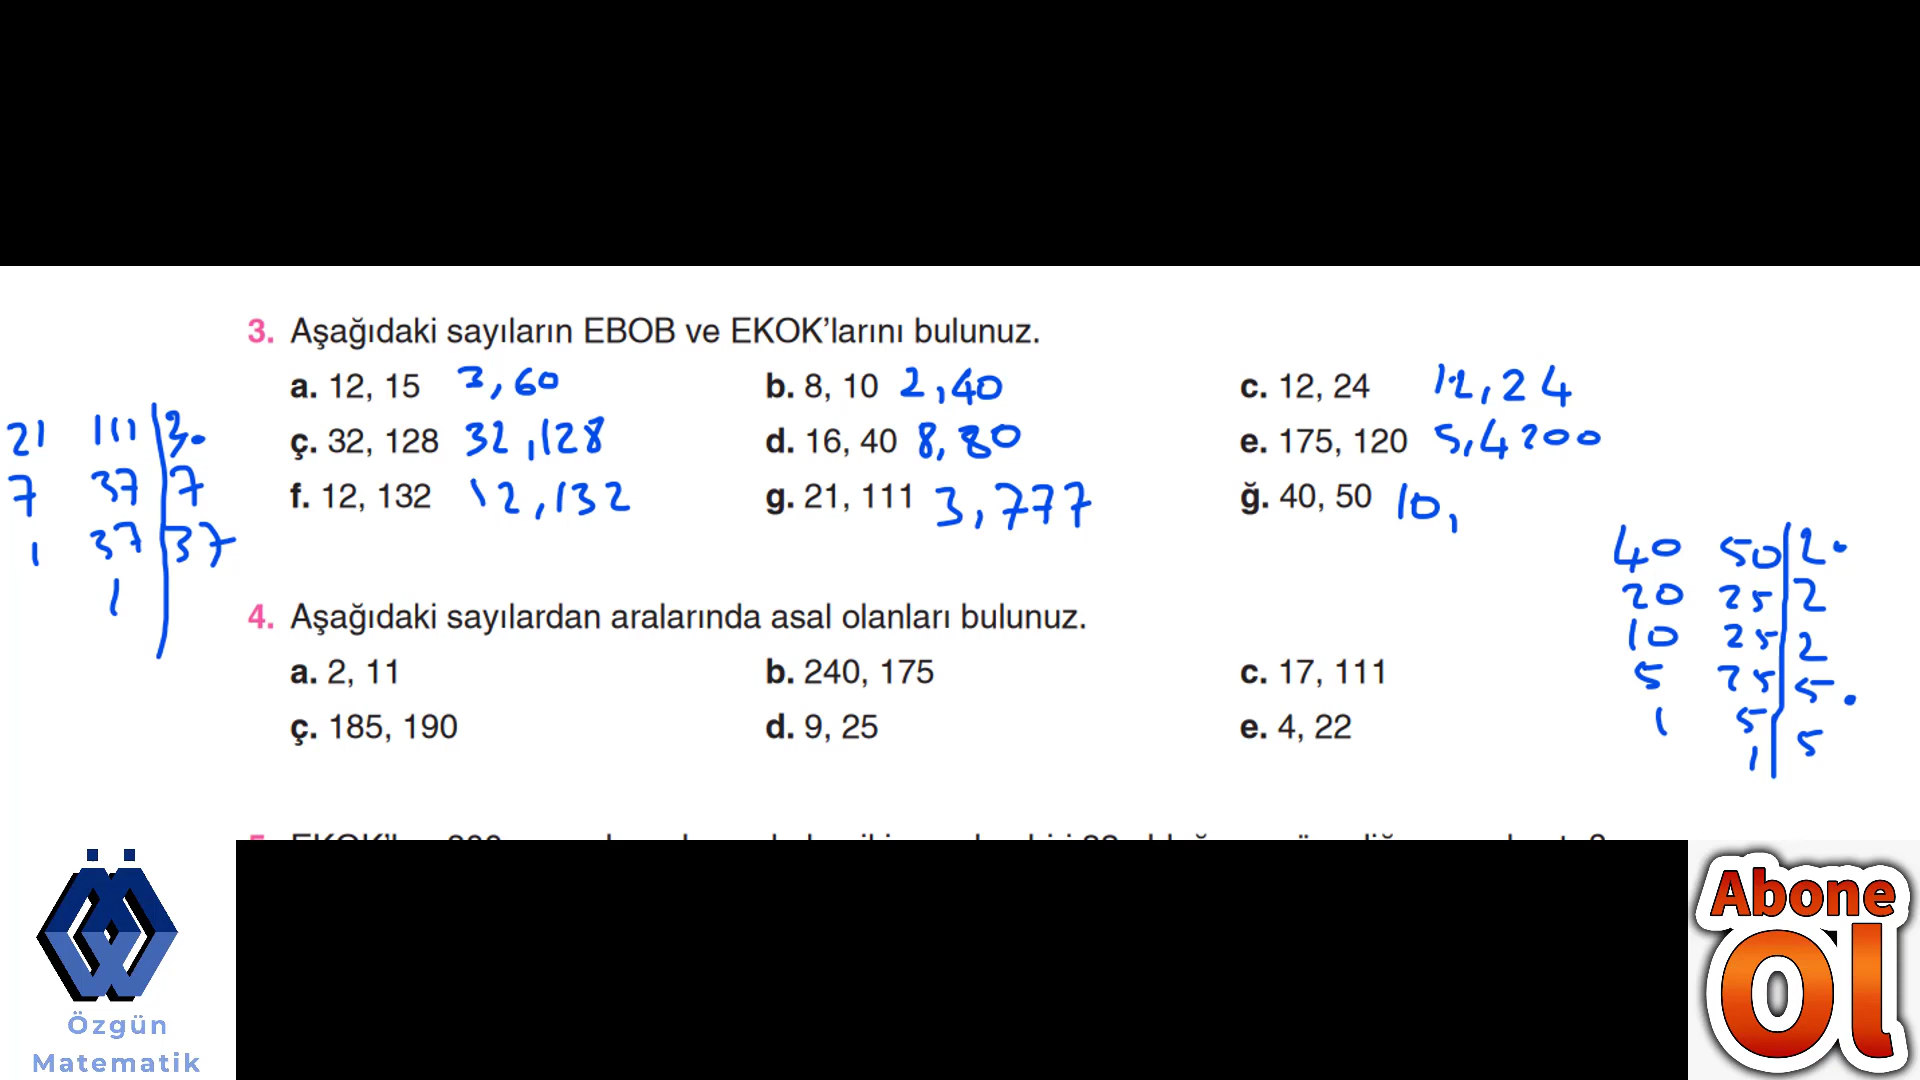 3. Aşağıdaki sayıların EBOB ve EKOK'larını bulunuz.
a. 12, 15 3, 60 b. 8, 10 2, 40 c. 12, 24 12, 24
ç. 32, 128 32, 128 d. 16, 40 8, 80 e. 175, 120 5, 4200
f. 12, 132 12, 132 g. 21, 111 3, 777 ğ. 40, 50 10,
21 111 3.
7 37 7
1 37 37
1
4. Aşağıdaki sayılardan aralarında asal olanları bulunuz.
a. 2, 11 b. 240, 175 c. 17, 111
ç. 185, 190 d. 9, 25 e. 4, 22
40 50 2.
20 25 2
10 25 2
5 25 5.
1 5 5
1
Özgün
Matematik
Abone
Ol